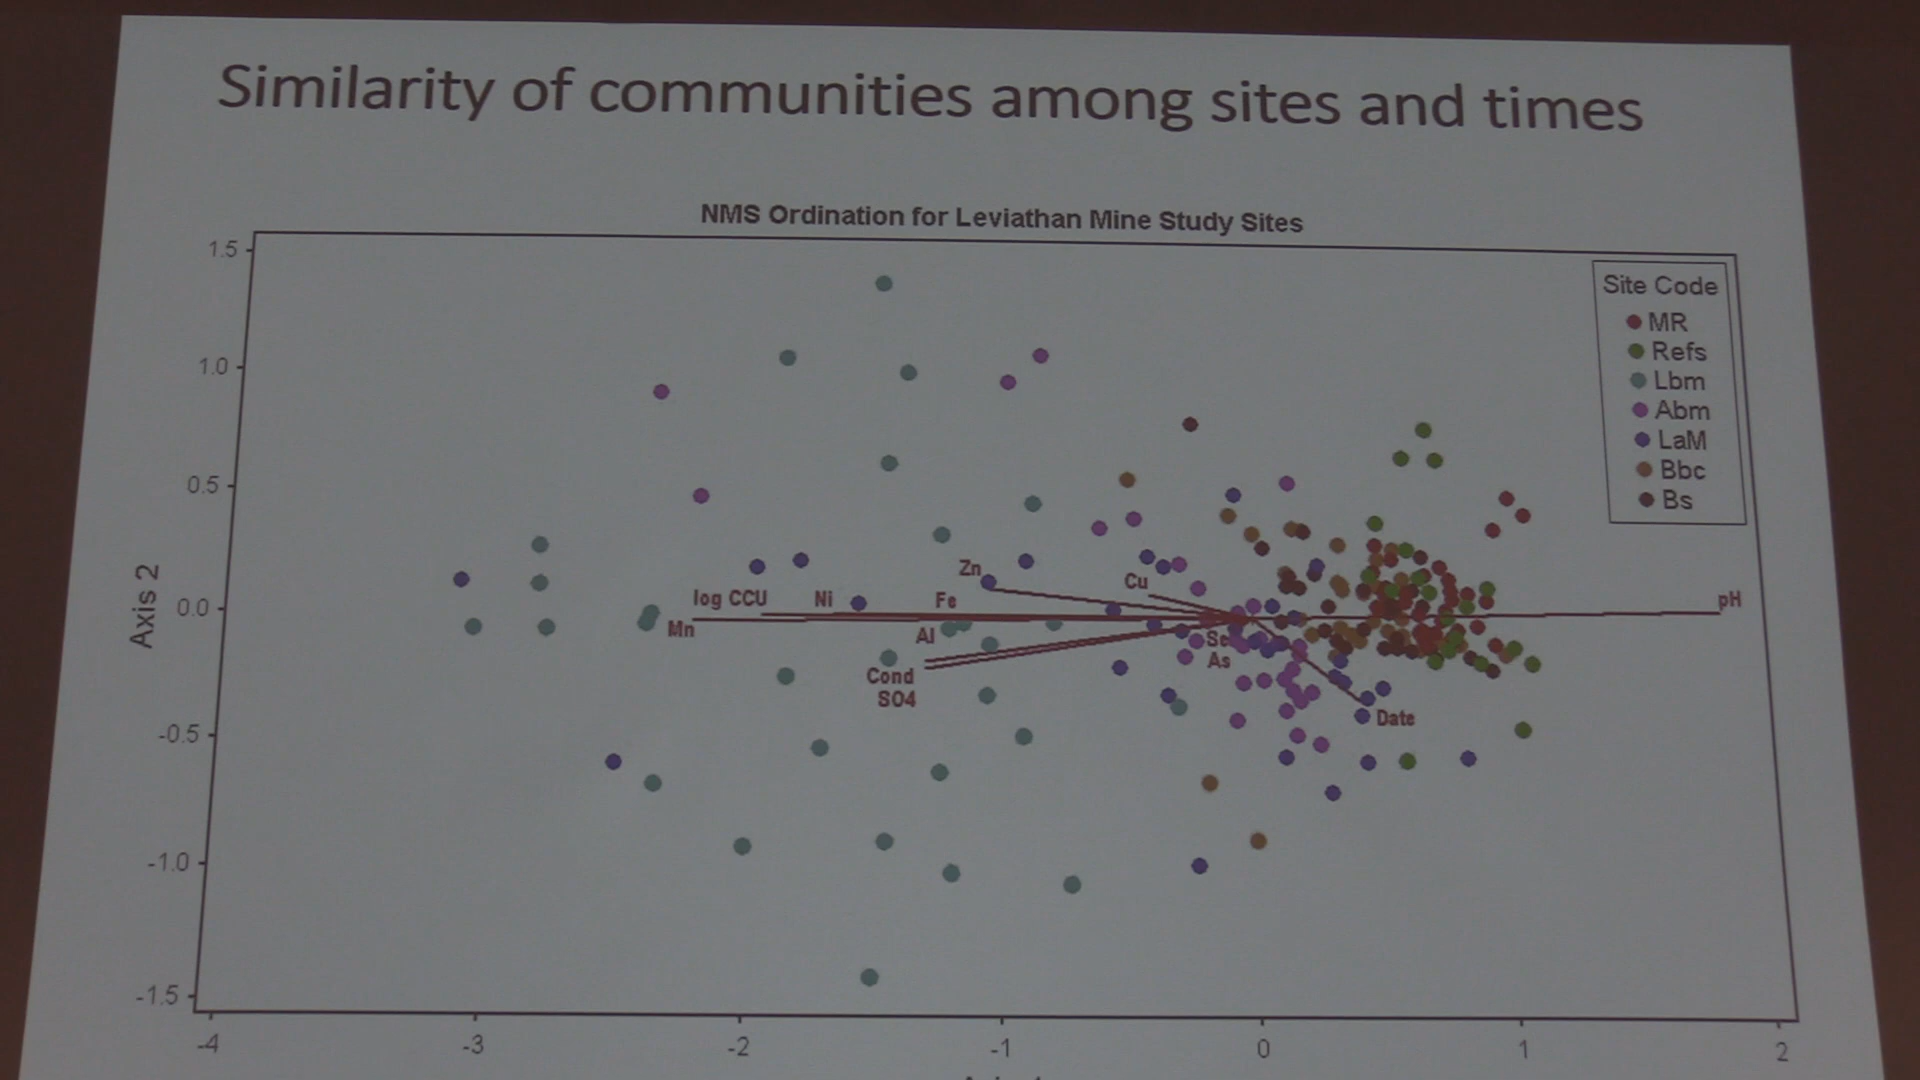 Similarity of communities among sites and times
NMS Ordination for Leviathan Mine Study Sites
Site Code
MR
Refs
Lbm
Abm
LaM
Bbc
Bs
1.5
1.0
0.5
0.0
-0.5
-1.0
-1.5
Axis 2
Zn
Cu
log CCU
Ni
Fe
pH
Mn
Al
Se
As
Cond
SO4
Date
-4
-3
-2
-1
0
1
2